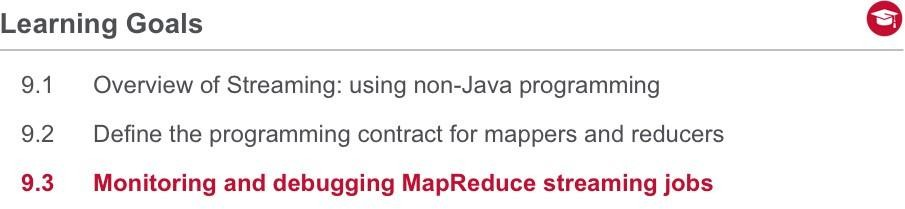 Learning Goals
9.1 Overview of Streaming: using non-Java programming
9.2 Define the programming contract for mappers and reducers
9.3 Monitoring and debugging MapReduce streaming jobs